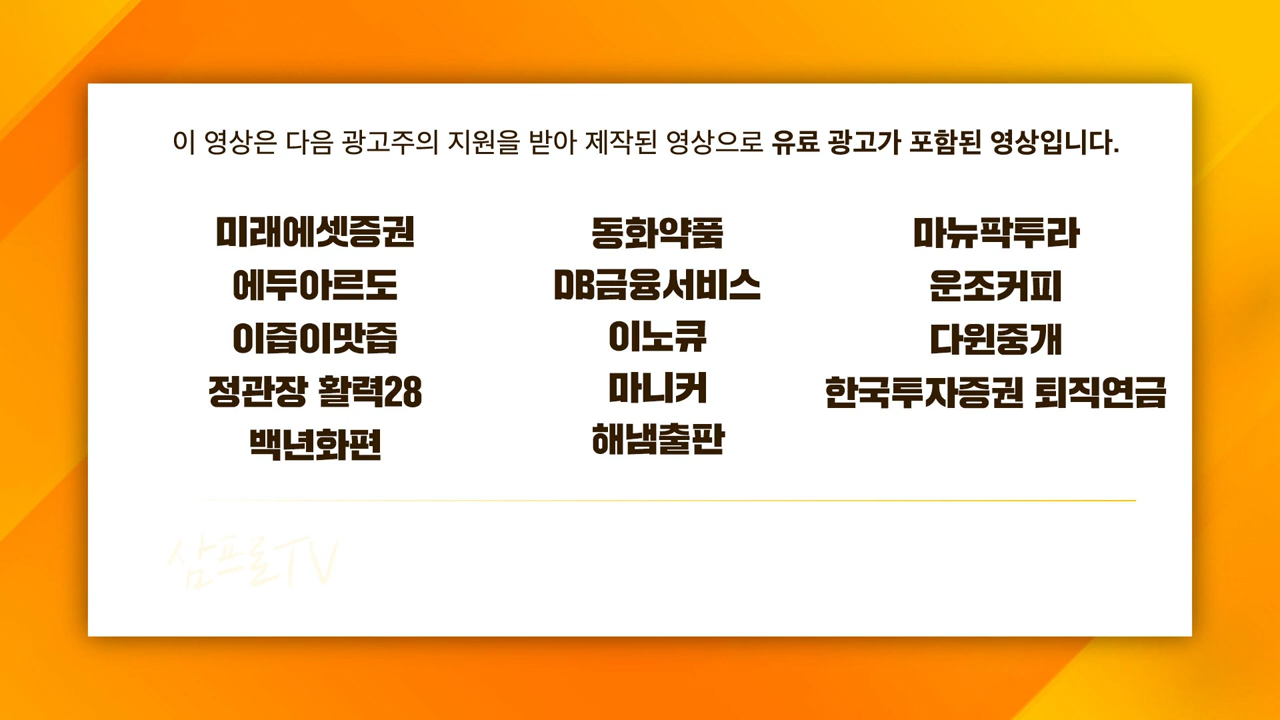 이 영상은 다음 광고주의 지원을 받아 제작된 영상으로 유료 광고가 포함된 영상입니다.
미래에셋증권
에두아르도
이즙이맛즙
정관장 활력28
백년화편
동화약품
DB금융서비스
이노큐
마니커
해냄출판
마뉴팍투라
운조커피
다원중개
한국투자증권 퇴직연금
삼프로TV